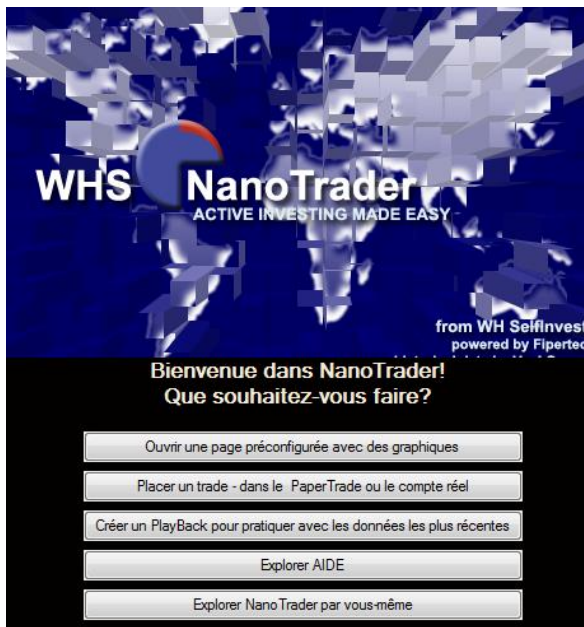 WHS NanoTrader
ACTIVE INVESTING MADE EASY
from WH SelfInvest
powered by Fipertec
Bienvenue dans NanoTrader!
Que souhaitez-vous faire?
Ouvrir une page préconfigurée avec des graphiques
Placer un trade - dans le PaperTrade ou le compte réel
Créer un PlayBack pour pratiquer avec les données les plus récentes
Explorer AIDE
Explorer NanoTrader par vous-même